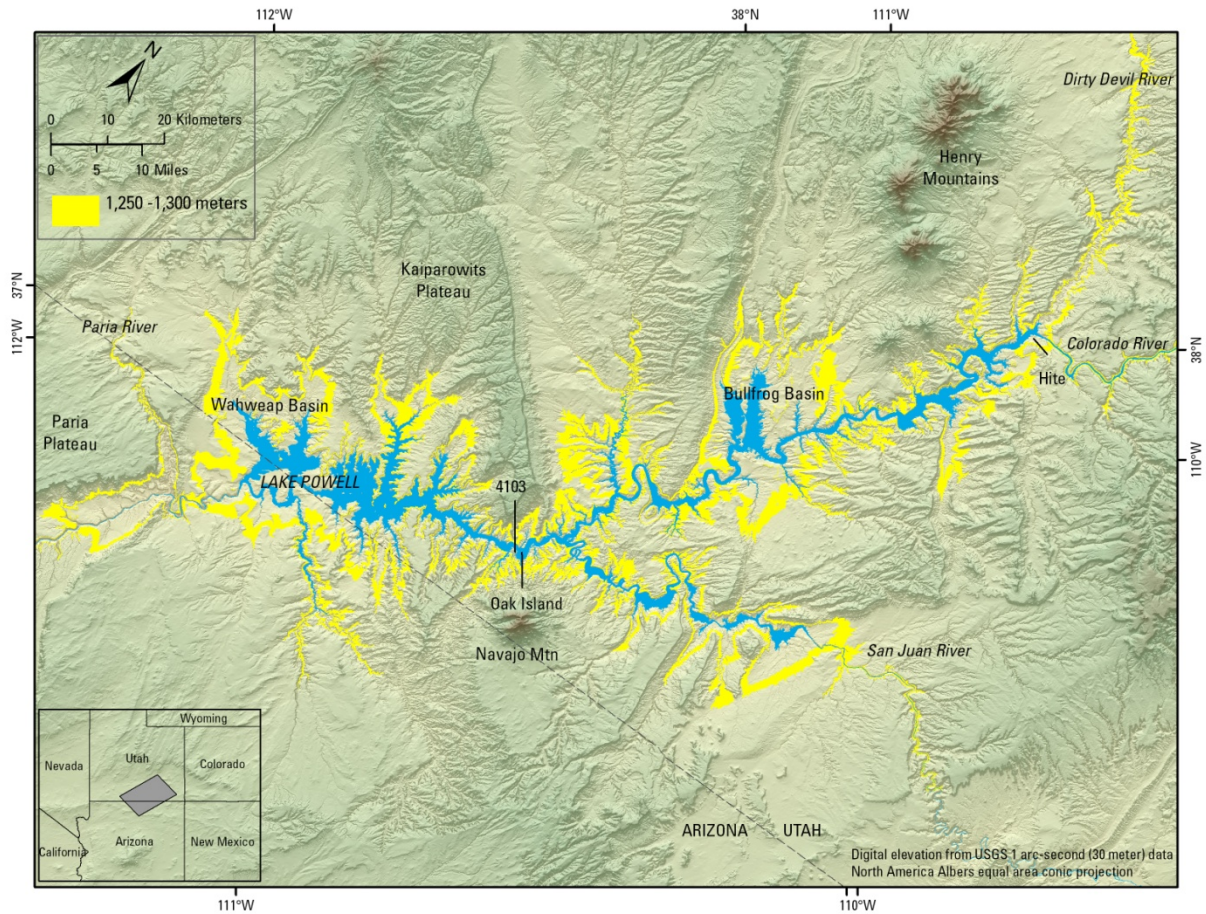 112°W
38°N
111°W
N
0 10 20 Kilometers
0 5 10 Miles
1,250 -1,300 meters
Dirty Devil River
Henry
Mountains
Kaiparowits
Plateau
37°N
112°W
Paria River
Colorado River
38°N
Hite
Bullfrog Basin
Wahweap Basin
Paria
Plateau
110°W
LAKE POWELL
4103
Oak Island
Navajo Mtn
San Juan River
Wyoming
Nevada
Utah
Colorado
California
Arizona
New Mexico
ARIZONA UTAH
Digital elevation from USGS 1 arc-second (30 meter) data
North America Albers equal area conic projection
111°W
110°W